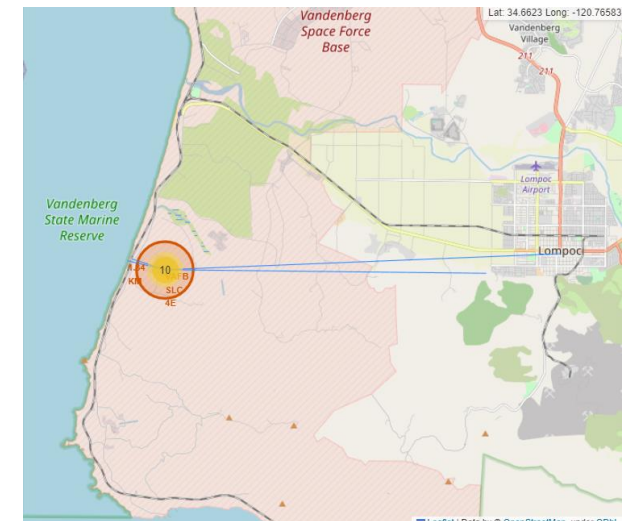 Lat: 34.6623 Long: -120.76583
Vandenberg
Space Force
Base
Vandenberg
Village
211
211
Lompoc
Airport
Vandenberg
State Marine
Reserve
Lompoc
10
KM
B
SLC
4E
Leaflet | Data by © OpenStreetMap, under ODbL